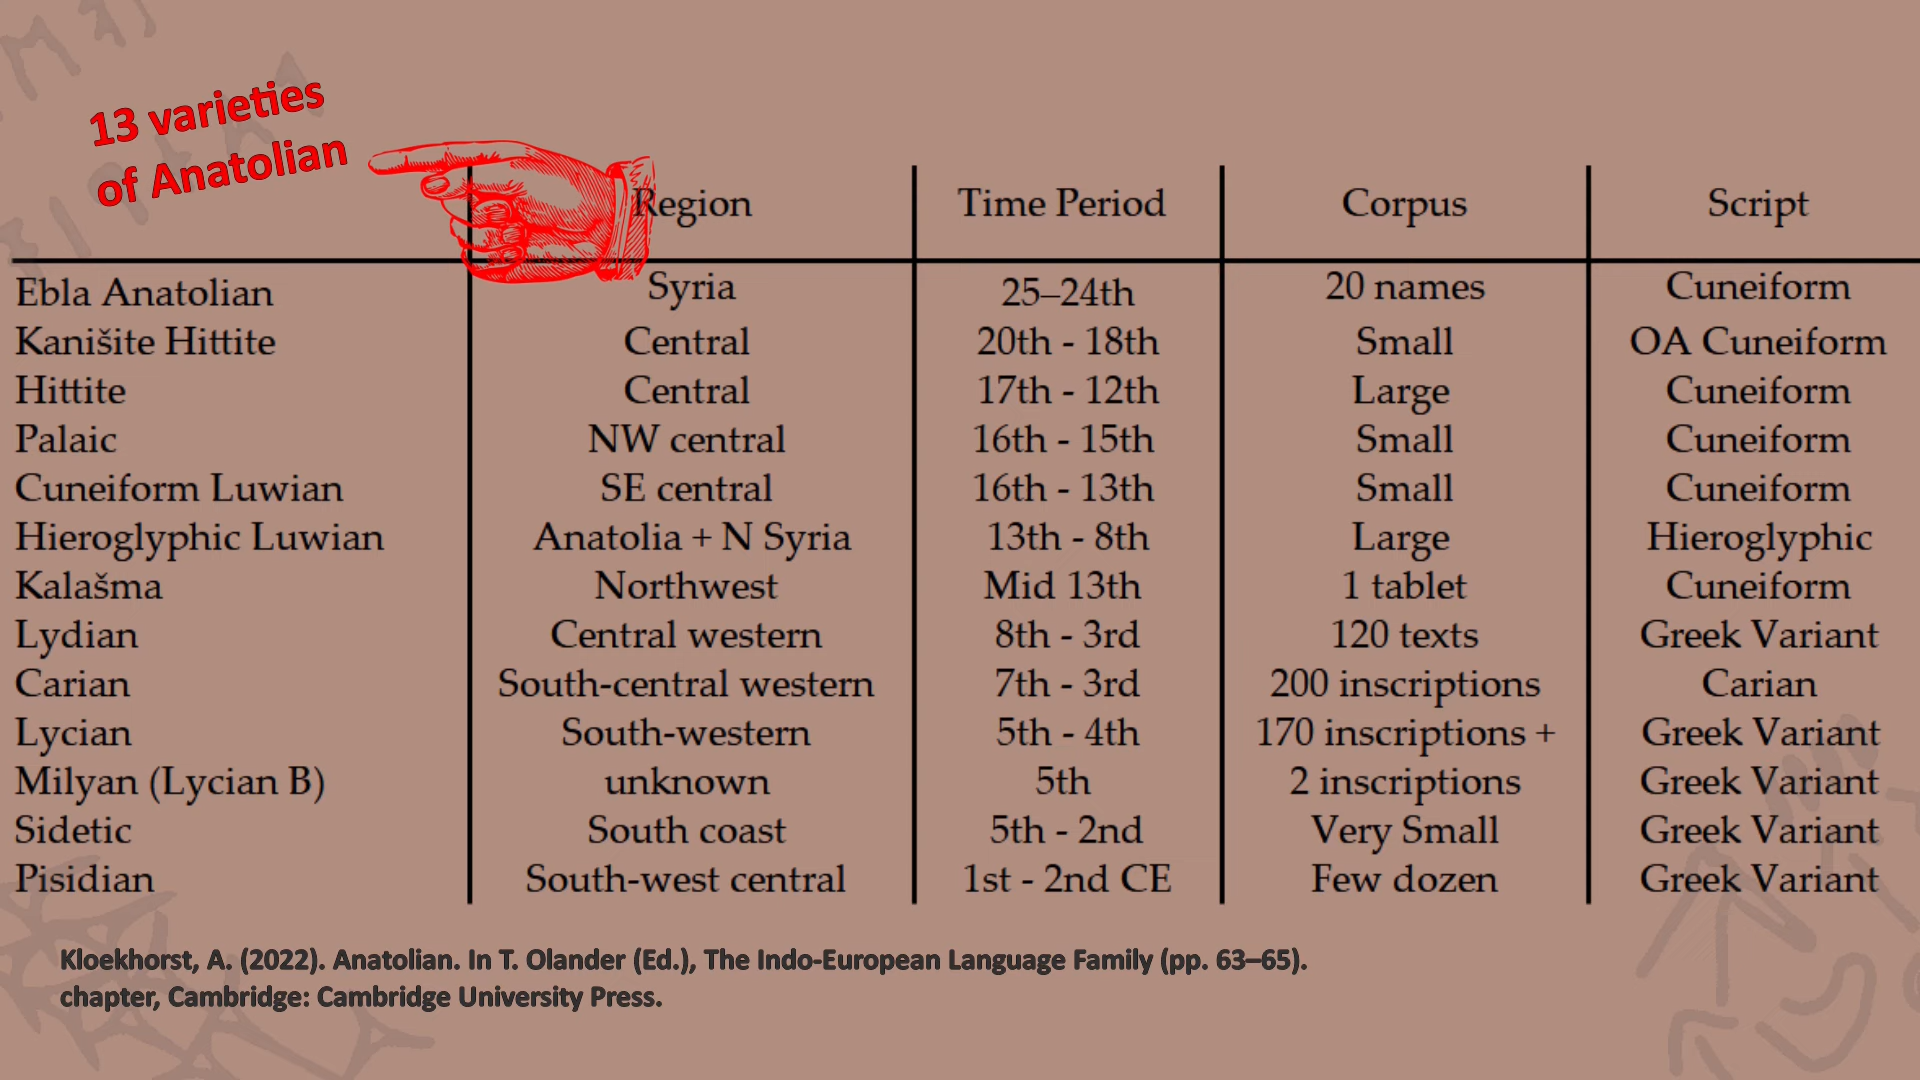 13 varieties
of Anatolian
Region Time Period Corpus Script
Ebla Anatolian Syria 25–24th 20 names Cuneiform
Kanišite Hittite Central 20th - 18th Small OA Cuneiform
Hittite Central 17th - 12th Large Cuneiform
Palaic NW central 16th - 15th Small Cuneiform
Cuneiform Luwian SE central 16th - 13th Small Cuneiform
Hieroglyphic Luwian Anatolia + N Syria 13th - 8th Large Hieroglyphic
Kalašma Northwest Mid 13th 1 tablet Cuneiform
Lydian Central western 8th - 3rd 120 texts Greek Variant
Carian South-central western 7th - 3rd 200 inscriptions Carian
Lycian South-western 5th - 4th 170 inscriptions + Greek Variant
Milyan (Lycian B) unknown 5th 2 inscriptions Greek Variant
Sidetic South coast 5th - 2nd Very Small Greek Variant
Pisidian South-west central 1st - 2nd CE Few dozen Greek Variant
Kloekhorst, A. (2022). Anatolian. In T. Olander (Ed.), The Indo-European Language Family (pp. 63–65).
chapter, Cambridge: Cambridge University Press.